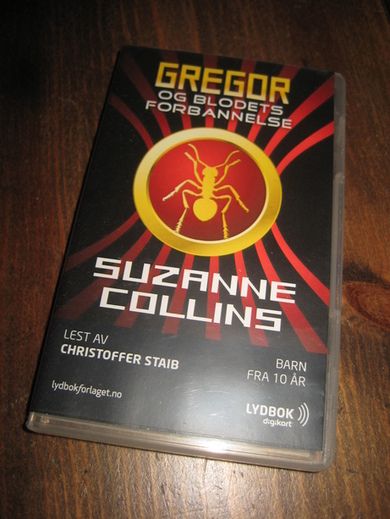 GREGOR
OG BLODETS
FORBANNELSE
SUZANNE
COLLINS
LEST AV
CHRISTOFFER STAIB
BARN
FRA 10 ÅR
lydbokforlaget.no
LYDBOK
digikort